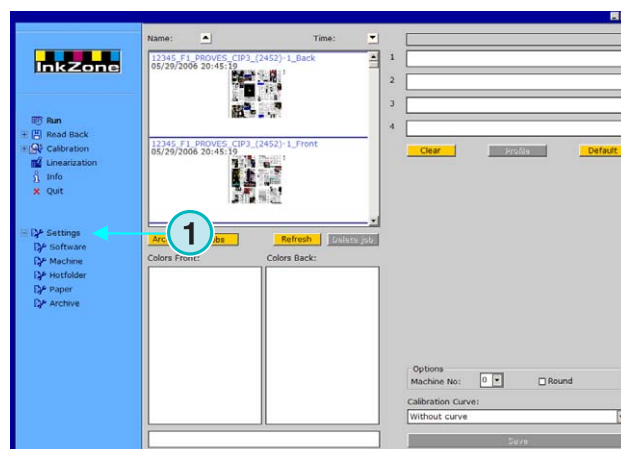 InkZone
Run
Read Back
Calibration
Linearization
Info
Quit
Settings
Software
Machine
Hotfolder
Paper
Archive
Name:
Time:
12345_F1_PROVES_CIP3_(2452)-1_Back
05/29/2006 20:45:19
12345_F1_PROVES_CIP3_(2452)-1_Front
05/29/2006 20:45:19
1
Refresh
Delete job
Colors Front:
Colors Back:
1
2
3
4
Clear
Profile
Default
Options
Machine No:
0
Round
Calibration Curve:
Without curve
Save